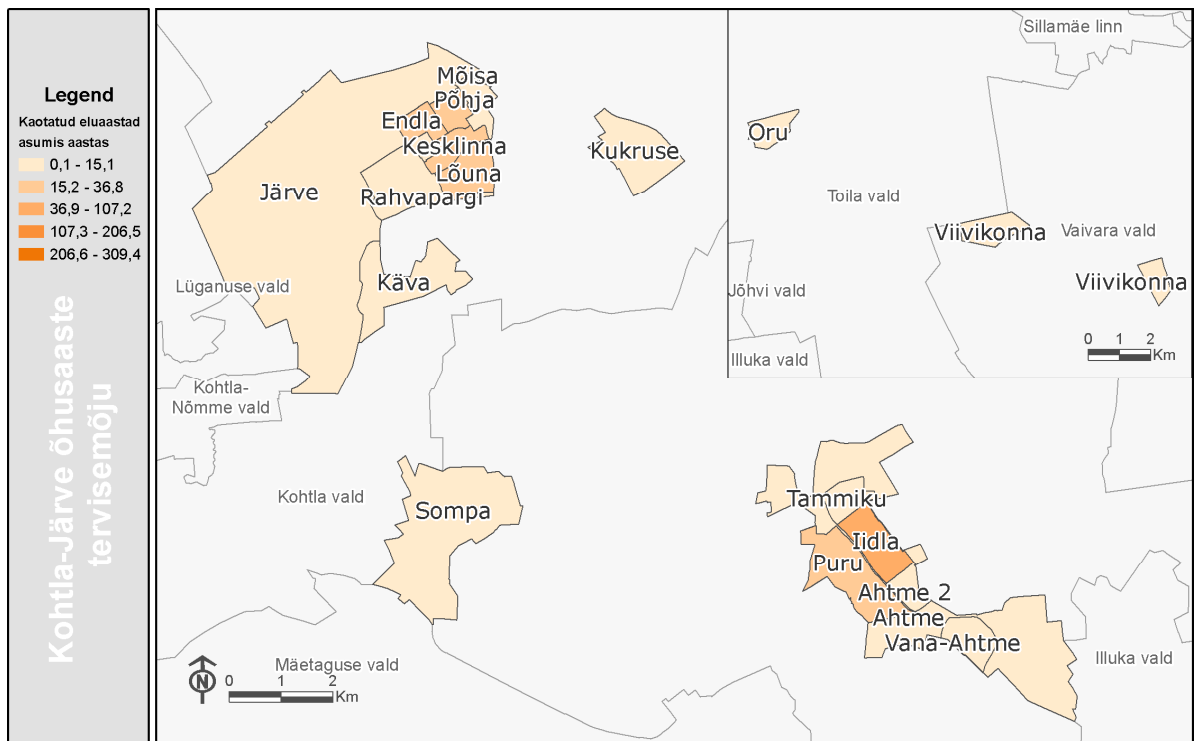 Legend
Kaotatud eluaastad
asumis aastas
0,1 - 15,1
15,2 - 36,8
36,9 - 107,2
107,3 - 206,5
206,6 - 309,4
Kohtla-Järve õhusaaste
tervisemõju
Mõisa
Põhja
Endla
Kesklinna
Lõuna
Rahvapargi
Järve
Käva
Kukruse
Lüganuse vald
Kohtla-
Nõmme vald
Sillamäe linn
Oru
Toila vald
Viivikonna
Vaivara vald
Viivikonna
Jõhvi vald
Illuka vald
0 1 2
Km
Kohtla vald
Sompa
Tammiku
Iidla
Puru
Ahtme 2
Ahtme
Vana-Ahtme
Illuka vald
Mäetaguse vald
N
0 1 2
Km